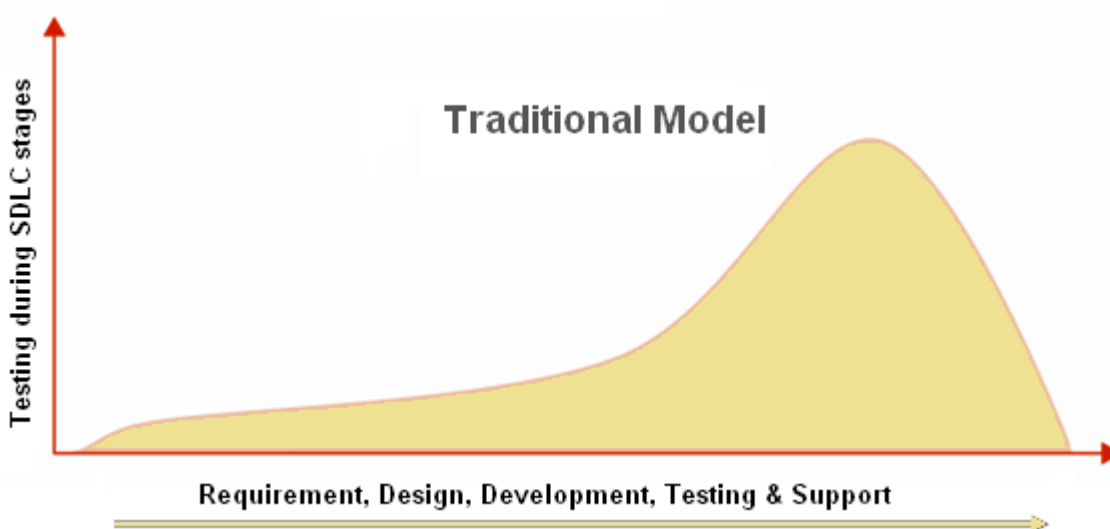 Traditional Model
Testing during SDLC stages
Requirement, Design, Development, Testing & Support